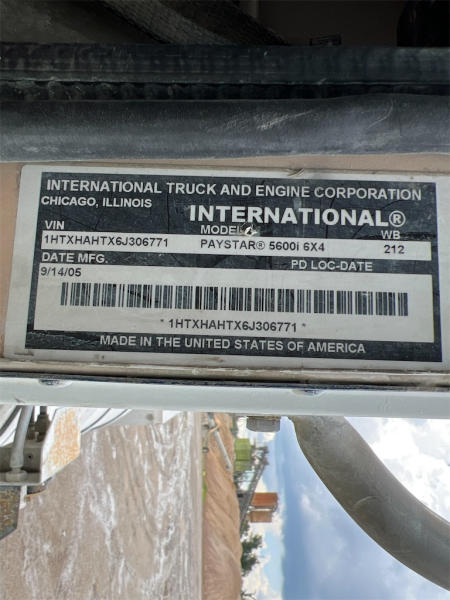 INTERNATIONAL TRUCK AND ENGINE CORPORATION
CHICAGO, ILLINOIS
INTERNATIONAL®
VIN MODEL WB
1HTXHAHTX6J306771 PAYSTAR® 5600i 6X4 212
DATE MFG. PD LOC-DATE
9/14/05
* 1HTXHAHTX6J306771 *
MADE IN THE UNITED STATES OF AMERICA